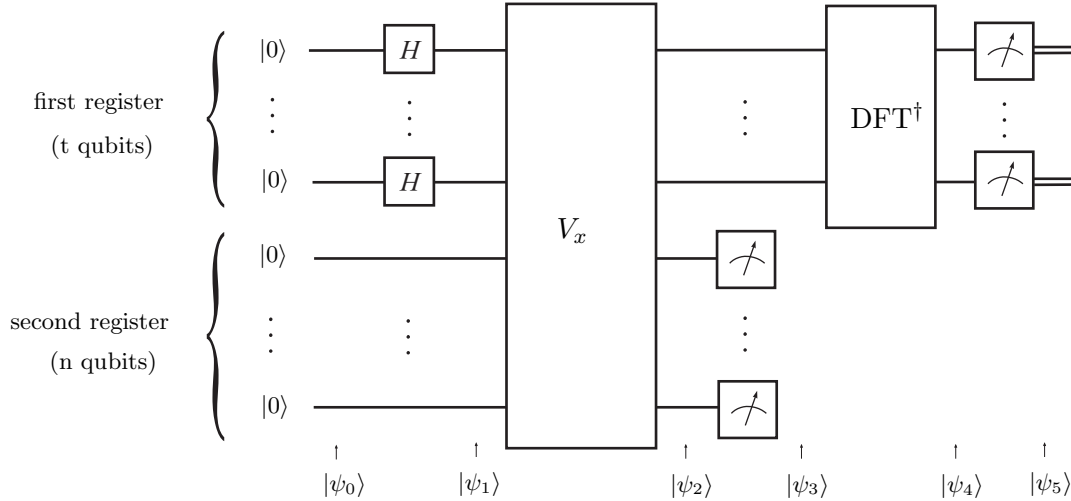 |0⟩ H
first register
(t qubits)
DFT†
|0⟩ H
V_x
|0⟩
second register
(n qubits)
|0⟩
|ψ₀⟩ |ψ₁⟩ |ψ₂⟩ |ψ₃⟩ |ψ₄⟩ |ψ₅⟩